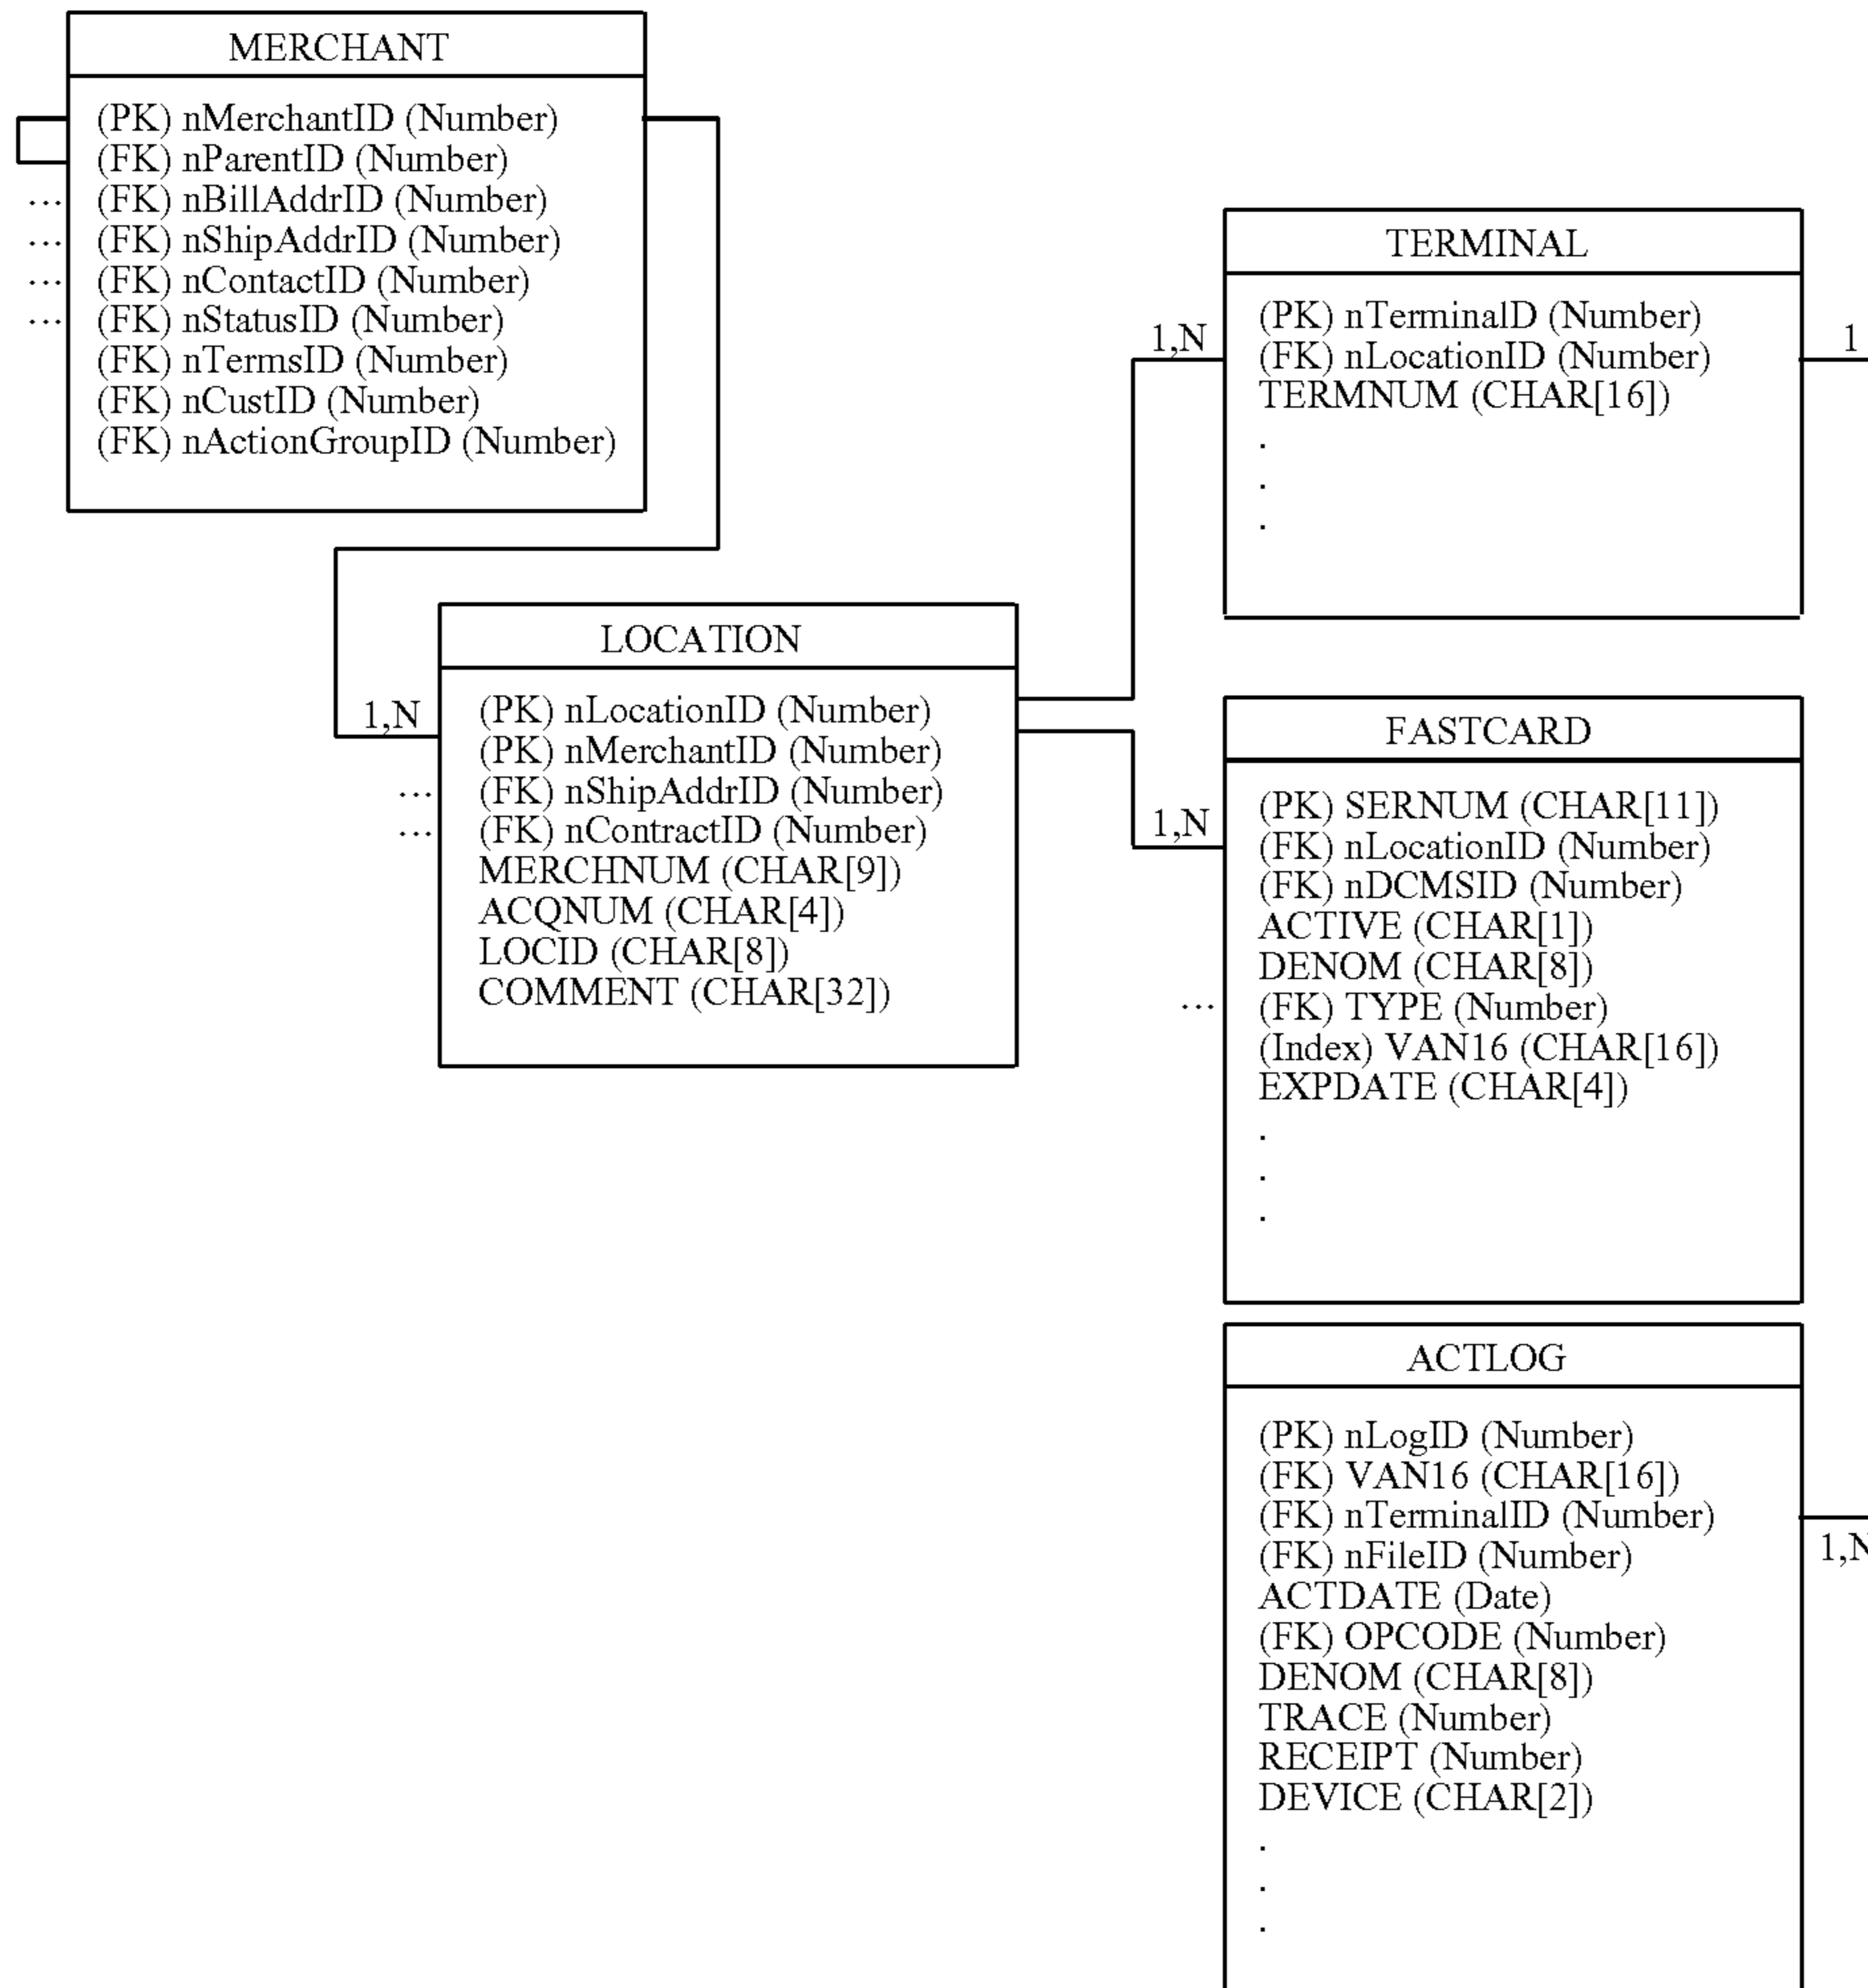 MERCHANT
(PK) nMerchantID (Number)
(FK) nParentID (Number)
... (FK) nBillAddrID (Number)
... (FK) nShipAddrID (Number)
... (FK) nContactID (Number)
... (FK) nStatusID (Number)
(FK) nTermsID (Number)
(FK) nCustID (Number)
(FK) nActionGroupID (Number)
1,N
LOCATION
(PK) nLocationID (Number)
(PK) nMerchantID (Number)
... (FK) nShipAddrID (Number)
... (FK) nContractID (Number)
MERCHNUM (CHAR[9])
ACQNUM (CHAR[4])
LOCID (CHAR[8])
COMMENT (CHAR[32])
1,N
TERMINAL
(PK) nTerminalD (Number)
(FK) nLocationID (Number)
TERMNUM (CHAR[16])
.
.
.
1
1,N
FASTCARD
(PK) SERNUM (CHAR[11])
(FK) nLocationID (Number)
(FK) nDCMSID (Number)
ACTIVE (CHAR[1])
DENOM (CHAR[8])
... (FK) TYPE (Number)
(Index) VAN16 (CHAR[16])
EXPDATE (CHAR[4])
.
.
.
ACTLOG
(PK) nLogID (Number)
(FK) VAN16 (CHAR[16])
(FK) nTerminalID (Number)
(FK) nFileID (Number)
ACTDATE (Date)
(FK) OPCODE (Number)
DENOM (CHAR[8])
TRACE (Number)
RECEIPT (Number)
DEVICE (CHAR[2])
.
.
.
1,N